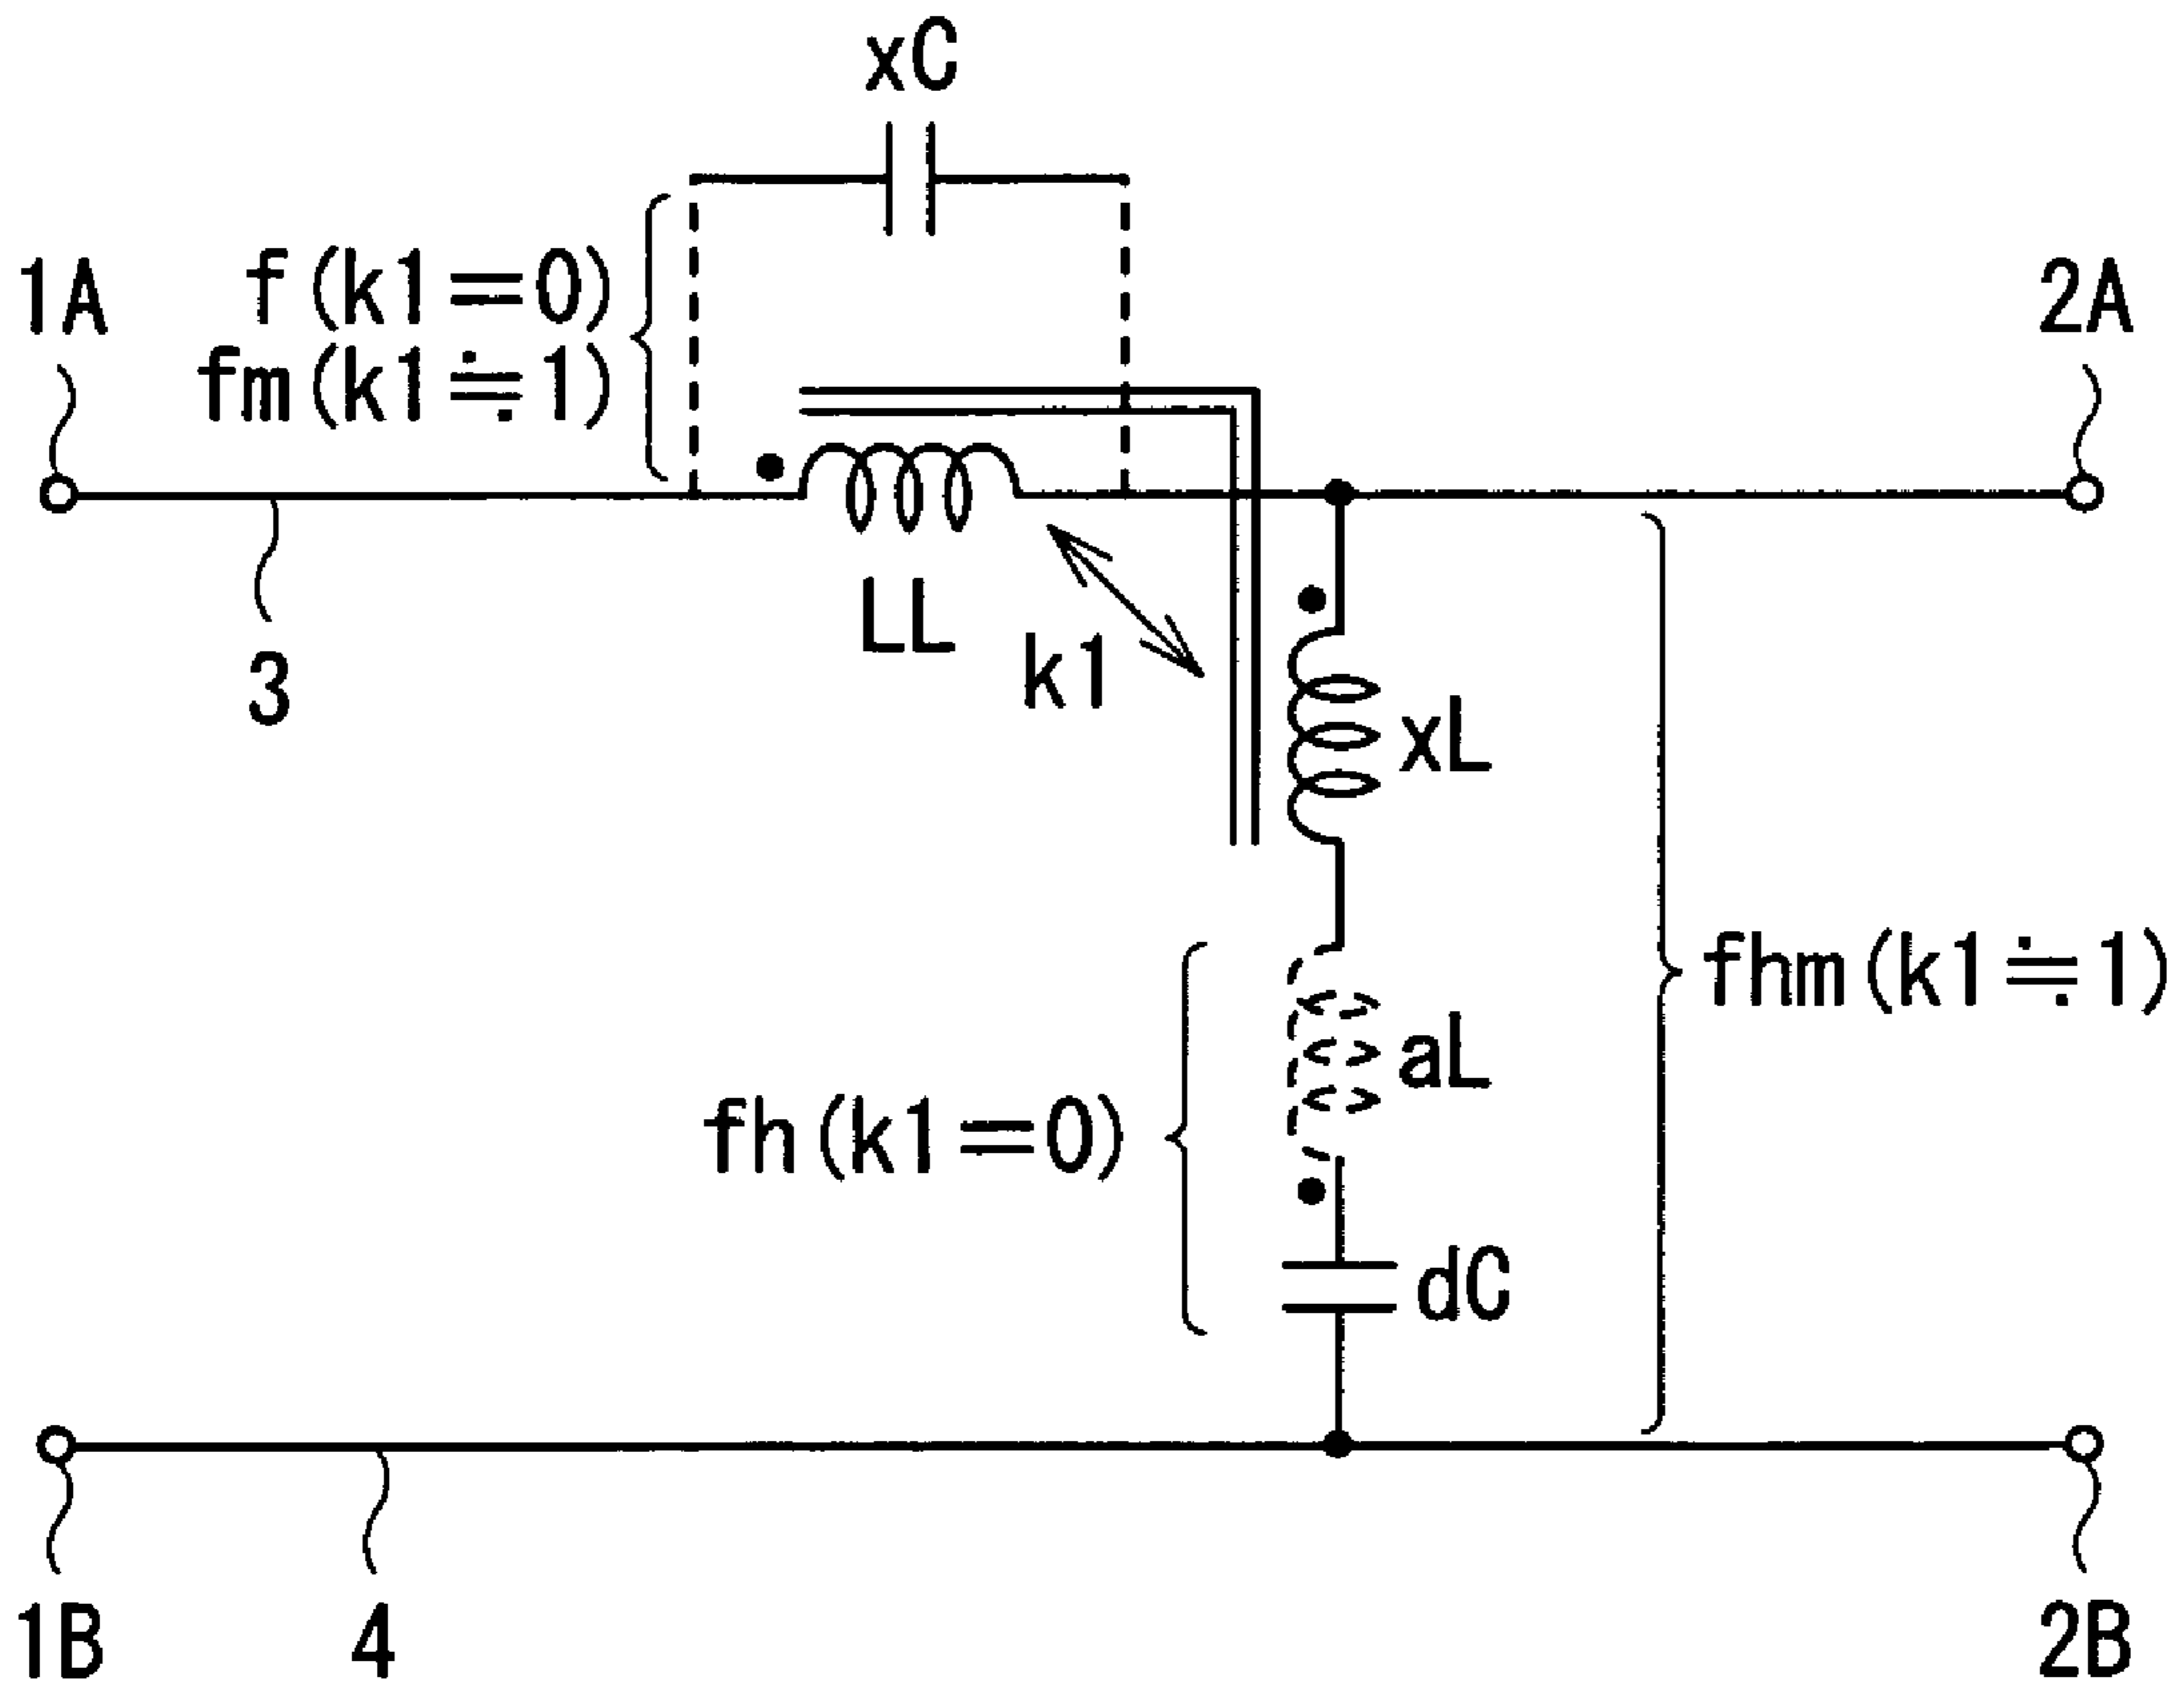 xC
1A
f(k1=0)
fm(k1≒1)
2A
3
LL
k1
xL
fhm(k1≒1)
aL
fh(k1=0)
dC
1B
4
2B